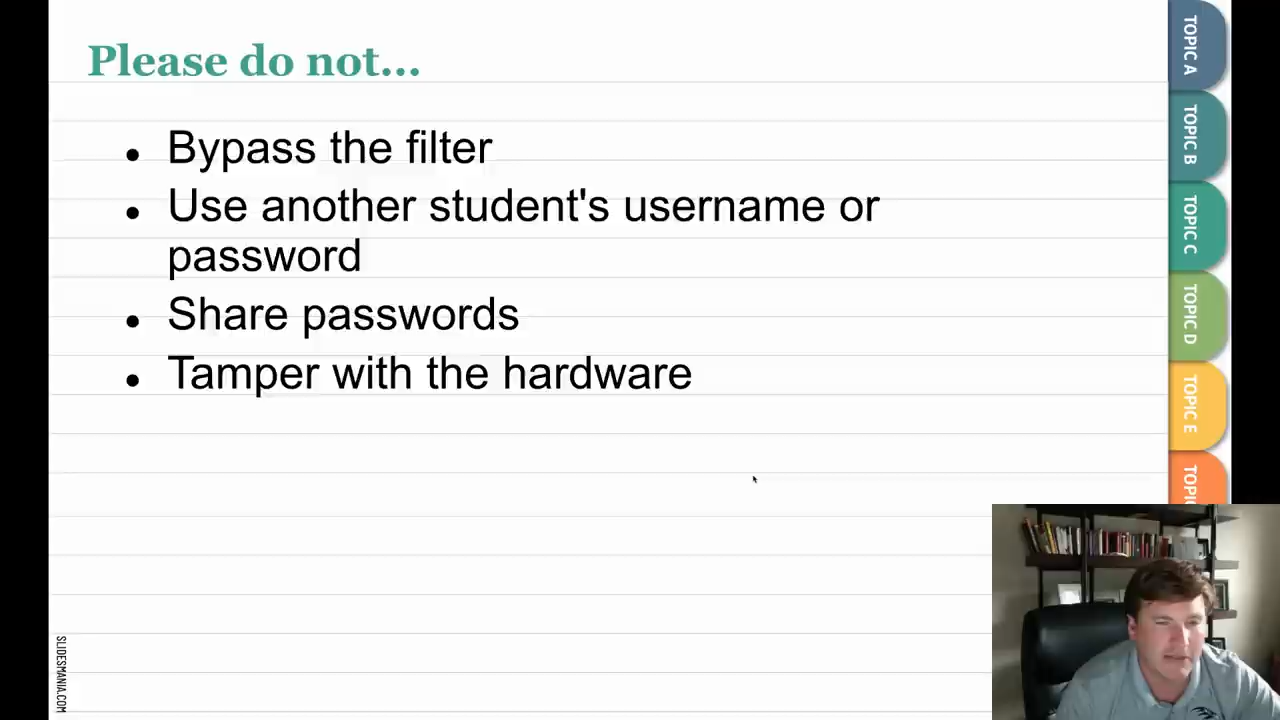 Please do not...
Bypass the filter
Use another student's username or
password
Share passwords
Tamper with the hardware
TOPIC A
TOPIC B
TOPIC C
TOPIC D
TOPIC E
TOPIC
SLIDESMANIA.COM